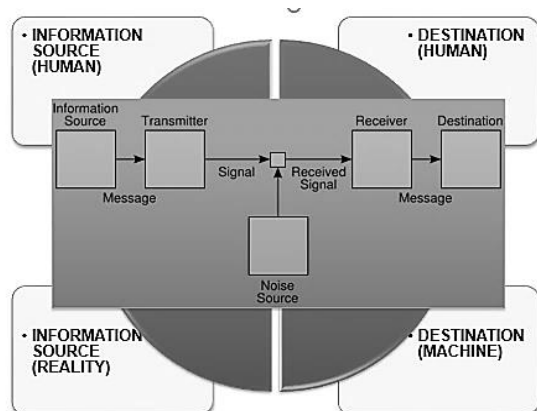 • INFORMATION
SOURCE
(HUMAN)
• DESTINATION
(HUMAN)
Information
Source
Transmitter
Receiver
Destination
Signal
Received
Signal
Message
Message
Noise
Source
• INFORMATION
SOURCE
(REALITY)
• DESTINATION
(MACHINE)